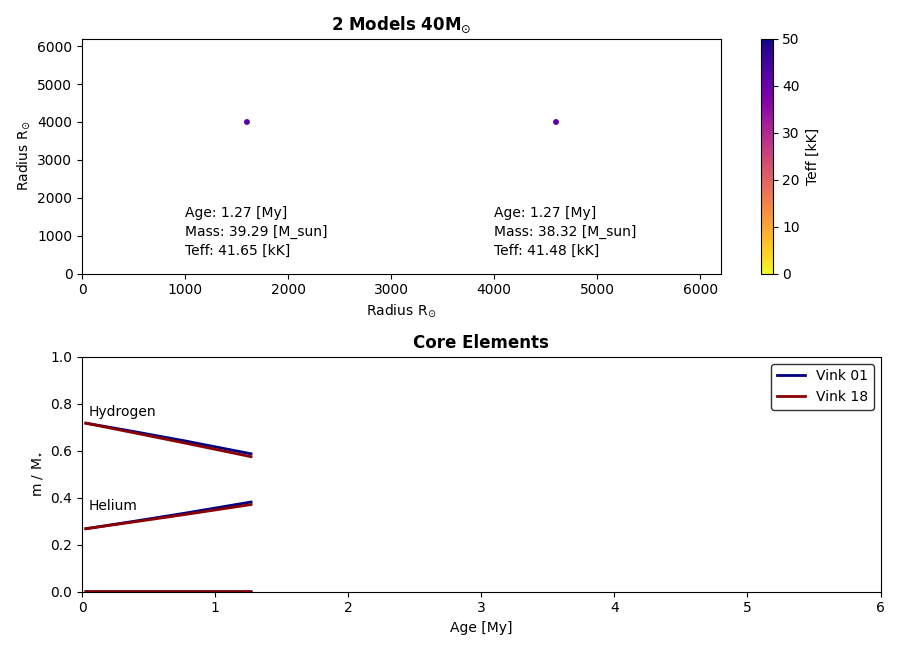 2 Models 40M☉
6000
5000
4000
3000
2000
1000
0
Radius R☉
Age: 1.27 [My]
Mass: 39.29 [M_sun]
Teff: 41.65 [kK]
Age: 1.27 [My]
Mass: 38.32 [M_sun]
Teff: 41.48 [kK]
0 1000 2000 3000 4000 5000 6000
Radius R☉
50
40
30
20
10
0
Teff [kK]
Core Elements
1.0
0.8
0.6
0.4
0.2
0.0
m / M⋆
Hydrogen
Helium
Vink 01
Vink 18
0 1 2 3 4 5 6
Age [My]